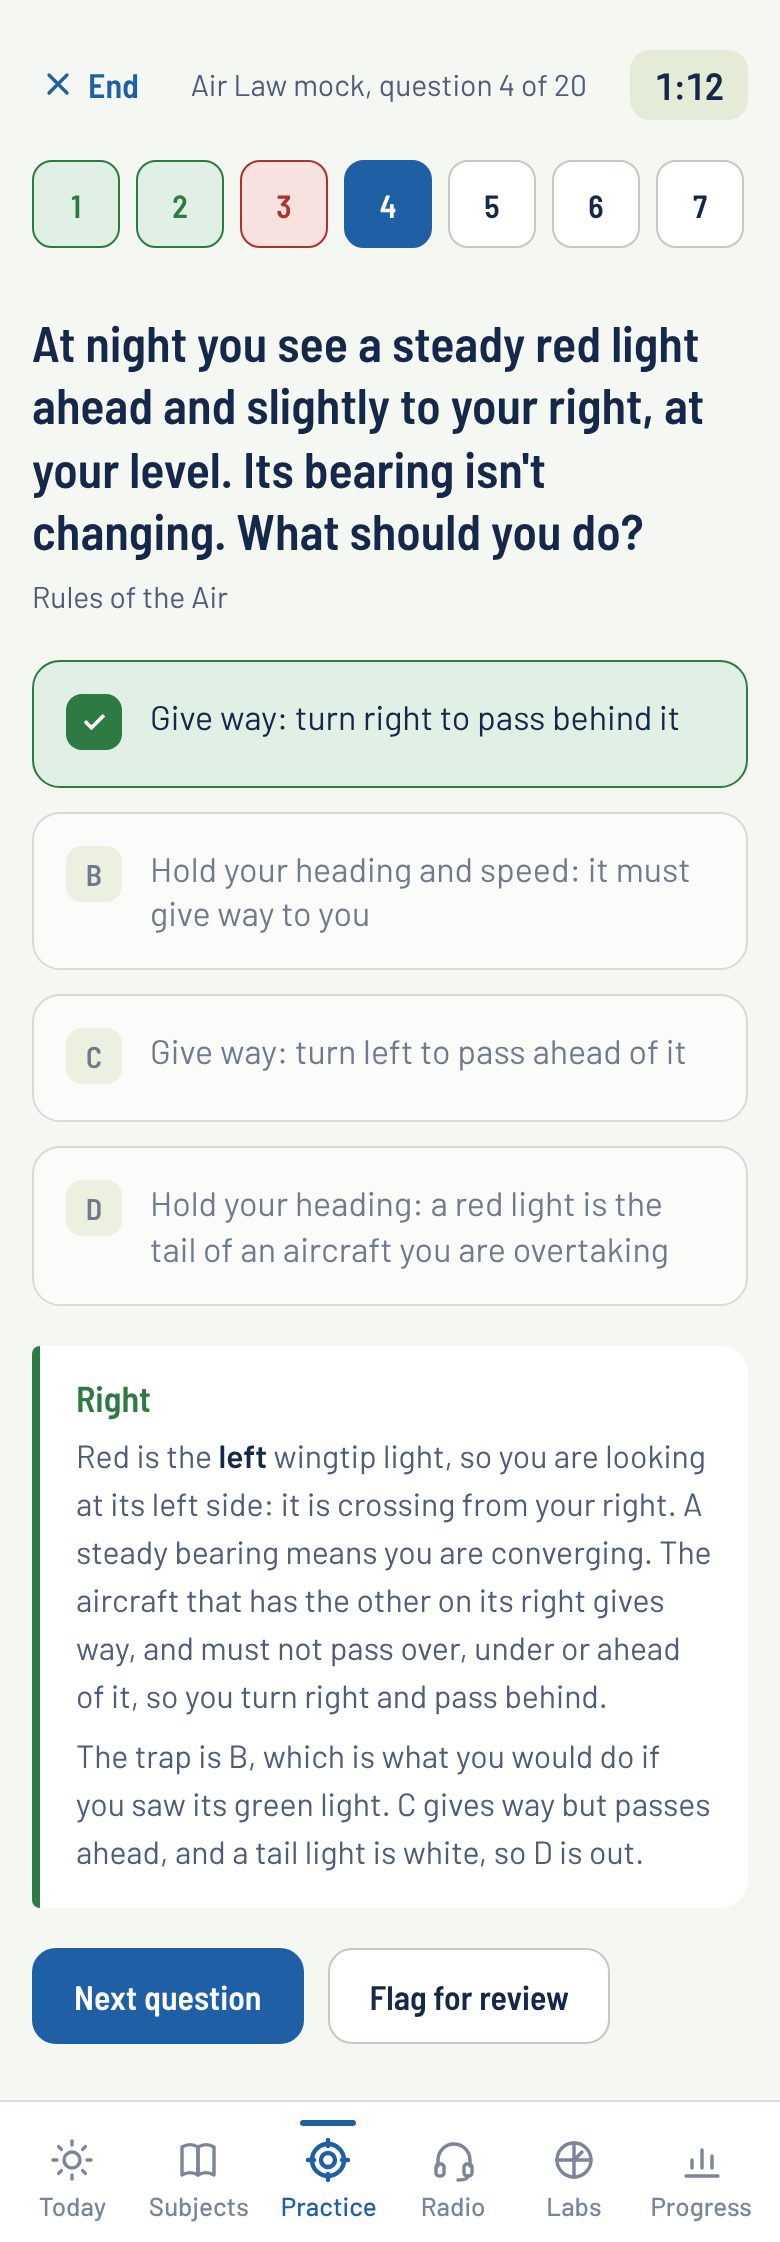 End
Air Law mock, question 4 of 20
1:12
1
2
3
4
5
6
7
At night you see a steady red light
ahead and slightly to your right, at
your level. Its bearing isn't
changing. What should you do?
Rules of the Air
Give way: turn right to pass behind it
B
Hold your heading and speed: it must
give way to you
C
Give way: turn left to pass ahead of it
D
Hold your heading: a red light is the
tail of an aircraft you are overtaking
Right
Red is the left wingtip light, so you are looking
at its left side: it is crossing from your right. A
steady bearing means you are converging. The
aircraft that has the other on its right gives
way, and must not pass over, under or ahead
of it, so you turn right and pass behind.
The trap is B, which is what you would do if
you saw its green light. C gives way but passes
ahead, and a tail light is white, so D is out.
Next question
Flag for review
Today
Subjects
Practice
Radio
Labs
Progress